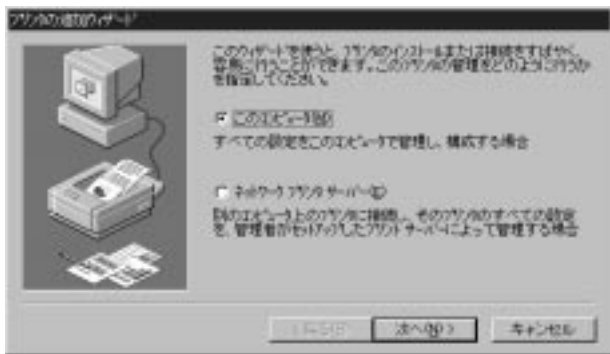 プリンタの追加ウィザード
このウィザードを使うと、プリンタのインストールまたは接続をすばやく、
容易に行うことができます。このプリンタの管理をどのように行うか
を指定してください。
このコンピュータ(M)
すべての設定をこのコンピュータで管理し、構成する場合
ネットワーク プリンタ サーバー(E)
別のコンピュータ上のプリンタに接続し、そのプリンタのすべての設定
を、管理者がセットアップしたプリント サーバーによって管理する場合
< 戻る(B)
次へ(N) >
キャンセル